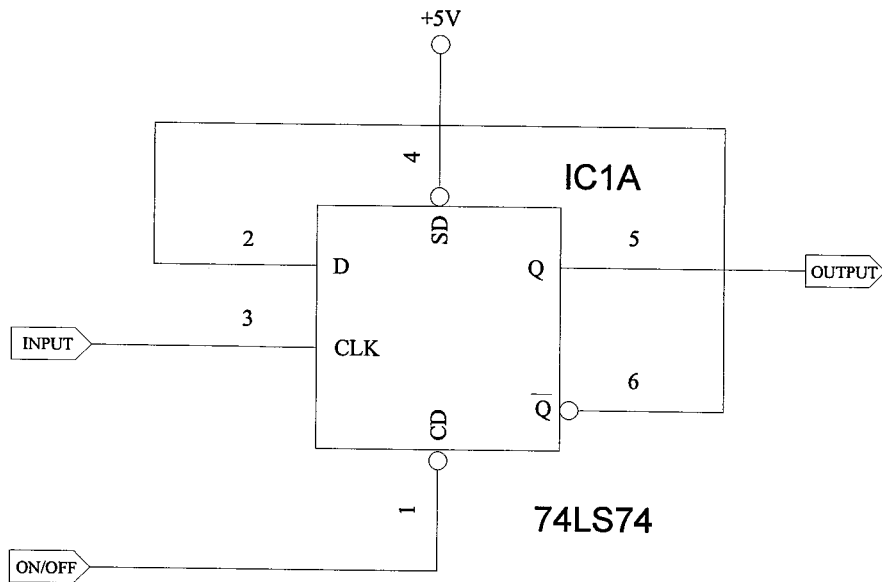 +5V
4
IC1A
SD
2
5
D
Q
OUTPUT
3
INPUT
CLK
6
Q̅
CD
1
74LS74
ON/OFF